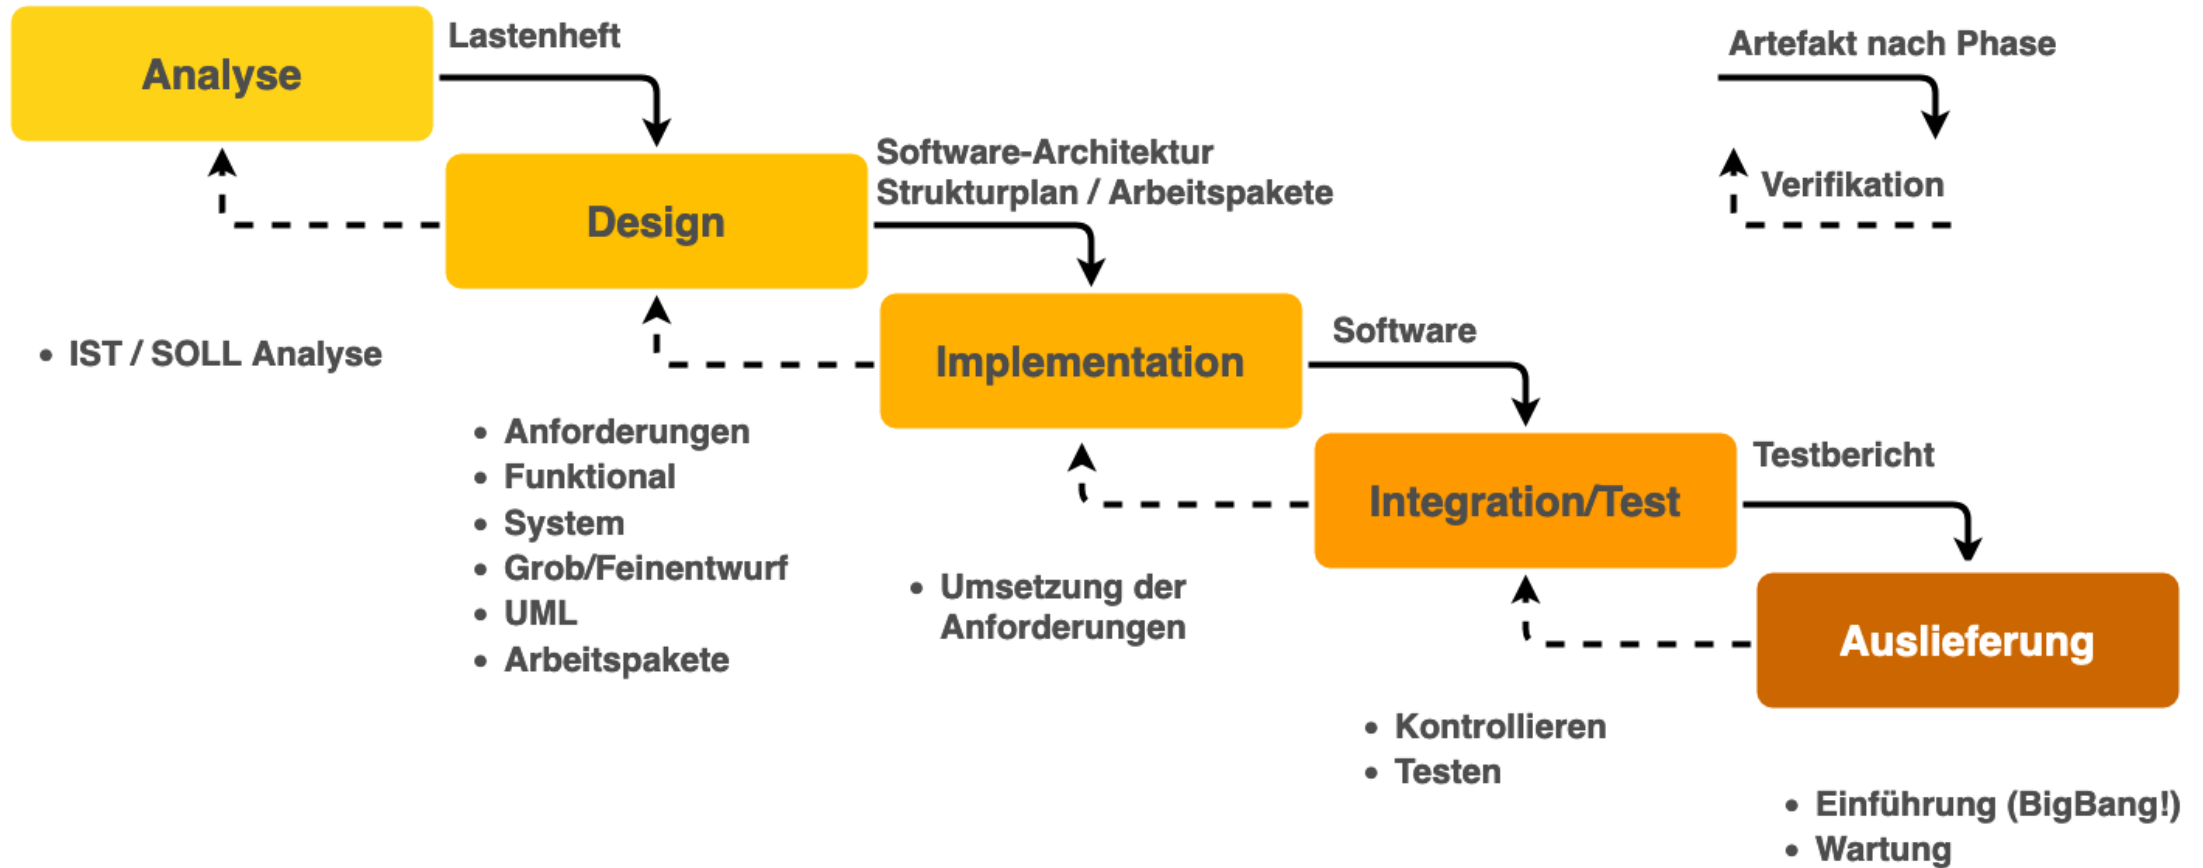 Analyse
Lastenheft
Artefakt nach Phase
Verifikation
Design
Software-Architektur
Strukturplan / Arbeitspakete
• IST / SOLL Analyse
Implementation
Software
• Anforderungen
• Funktional
• System
• Grob/Feinentwurf
• UML
• Arbeitspakete
Integration/Test
Testbericht
• Umsetzung der
Anforderungen
Auslieferung
• Kontrollieren
• Testen
• Einführung (BigBang!)
• Wartung